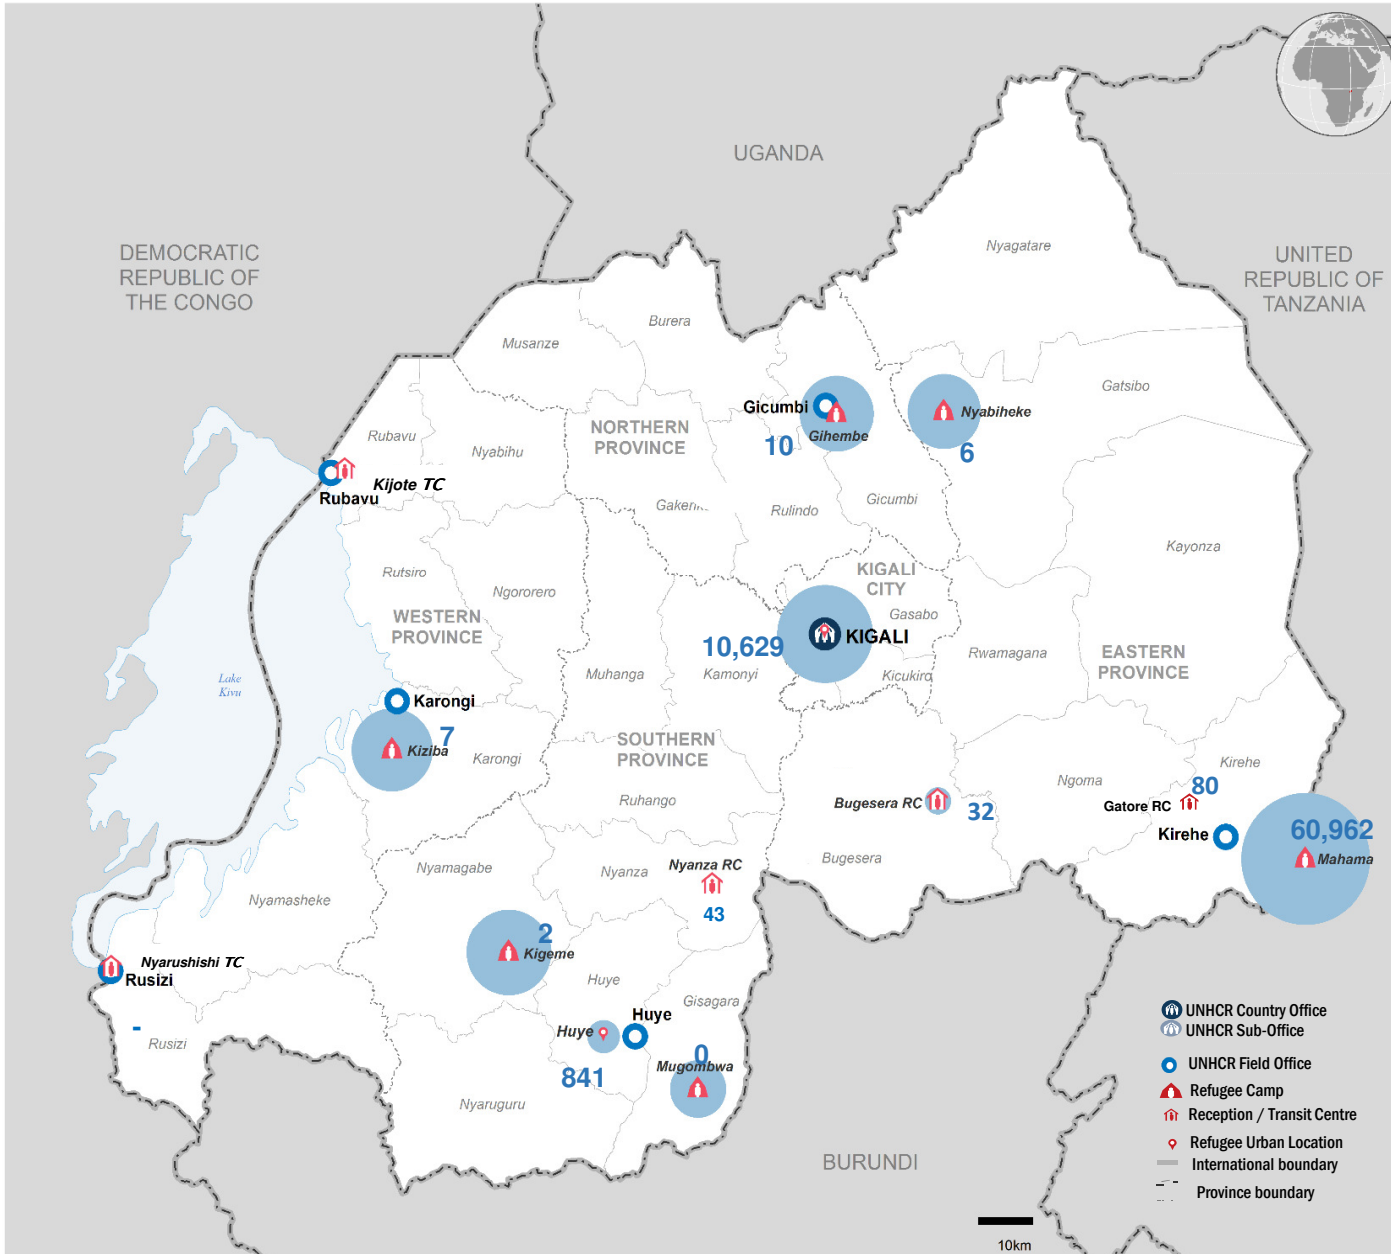 UGANDA
DEMOCRATIC
REPUBLIC OF
THE CONGO
UNITED
REPUBLIC OF
TANZANIA
Nyagatare
Burera
Musanze
Gatsibo
Gicumbi
Gihembe
10
Nyabiheke
6
NORTHERN
PROVINCE
Rubavu
Nyabihu
Kijote TC
Rubavu
Gakenke
Rulindo
Gicumbi
Kayonza
Rutsiro
Ngororero
KIGALI
CITY
Gasabo
WESTERN
PROVINCE
10,629
KIGALI
Muhanga
Kamonyi
Kicukiro
Rwamagana
EASTERN
PROVINCE
Lake
Kivu
Karongi
7
Kiziba
Karongi
SOUTHERN
PROVINCE
Ruhango
Ngoma
Kirehe
80
Gatore RC
Bugesera RC
32
Kirehe
60,962
Mahama
Bugesera
Nyamagabe
Nyanza
Nyanza RC
43
Nyamasheke
2
Kigeme
Nyarushishi TC
Rusizi
-
Rusizi
Huye
Gisagara
Huye
Huye
841
0
Mugombwa
Nyaruguru
BURUNDI
UNHCR Country Office
UNHCR Sub-Office
UNHCR Field Office
Refugee Camp
Reception / Transit Centre
Refugee Urban Location
International boundary
Province boundary
10km